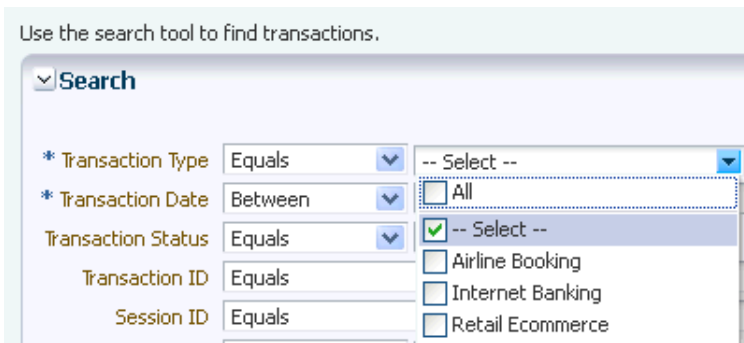 Use the search tool to find transactions.
Search
* Transaction Type Equals -- Select --
All
* Transaction Date Between
-- Select --
Transaction Status Equals
Airline Booking
Transaction ID Equals
Internet Banking
Session ID Equals
Retail Ecommerce